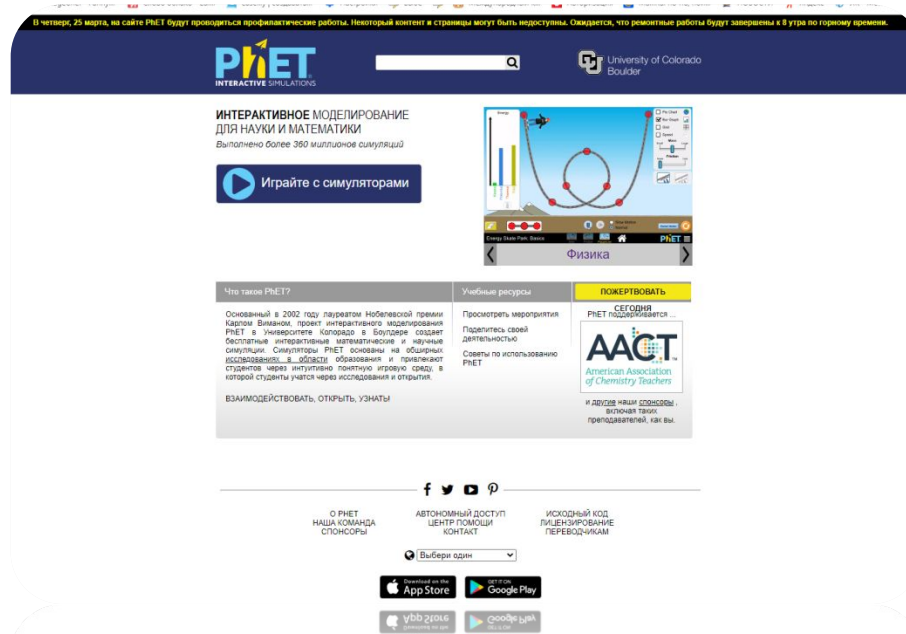 В четверг, 25 марта, на сайте PhET будут проводиться профилактические работы. Некоторый контент и страницы могут быть недоступны. Ожидается, что ремонтные работы будут завершены к 8 утра по горному времени.
PhET
INTERACTIVE SIMULATIONS
University of Colorado
Boulder
ИНТЕРАКТИВНОЕ МОДЕЛИРОВАНИЕ
ДЛЯ НАУКИ И МАТЕМАТИКИ
Выполнено более 360 миллионов симуляций
Играйте с симуляторами
Energy
Pie Chart
Bar Graph
Grid
Speed
Energy Skate Park: Basics
PhET
Физика
Что такое PhET?
Основанный в 2002 году лауреатом Нобелевской премии
Карлом Виманом, проект интерактивного моделирования
PhET в Университете Колорадо в Боулдере создает
бесплатные интерактивные математические и научные
симуляции. Симуляторы PhET основаны на обширных
исследованиях в области образования и привлекают
студентов через интуитивно понятную игровую среду, в
которой студенты учатся через исследования и открытия.
ВЗАИМОДЕЙСТВОВАТЬ, ОТКРЫТЬ, УЗНАТЬ!
Учебные ресурсы
Просмотреть мероприятия
Поделитесь своей
деятельностью
Советы по использованию
PhET
ПОЖЕРТВОВАТЬ
СЕГОДНЯ
PhET поддерживается ...
AACT
American Association
of Chemistry Teachers
и другие наши спонсоры ,
включая таких
преподавателей, как вы.
О PHET
НАША КОМАНДА
СПОНСОРЫ
АВТОНОМНЫЙ ДОСТУП
ЦЕНТР ПОМОЩИ
КОНТАКТ
ИСХОДНЫЙ КОД
ЛИЦЕНЗИРОВАНИЕ
ПЕРЕВОДЧИКАМ
Выбери один
Download on the
App Store
GET IT ON
Google Play